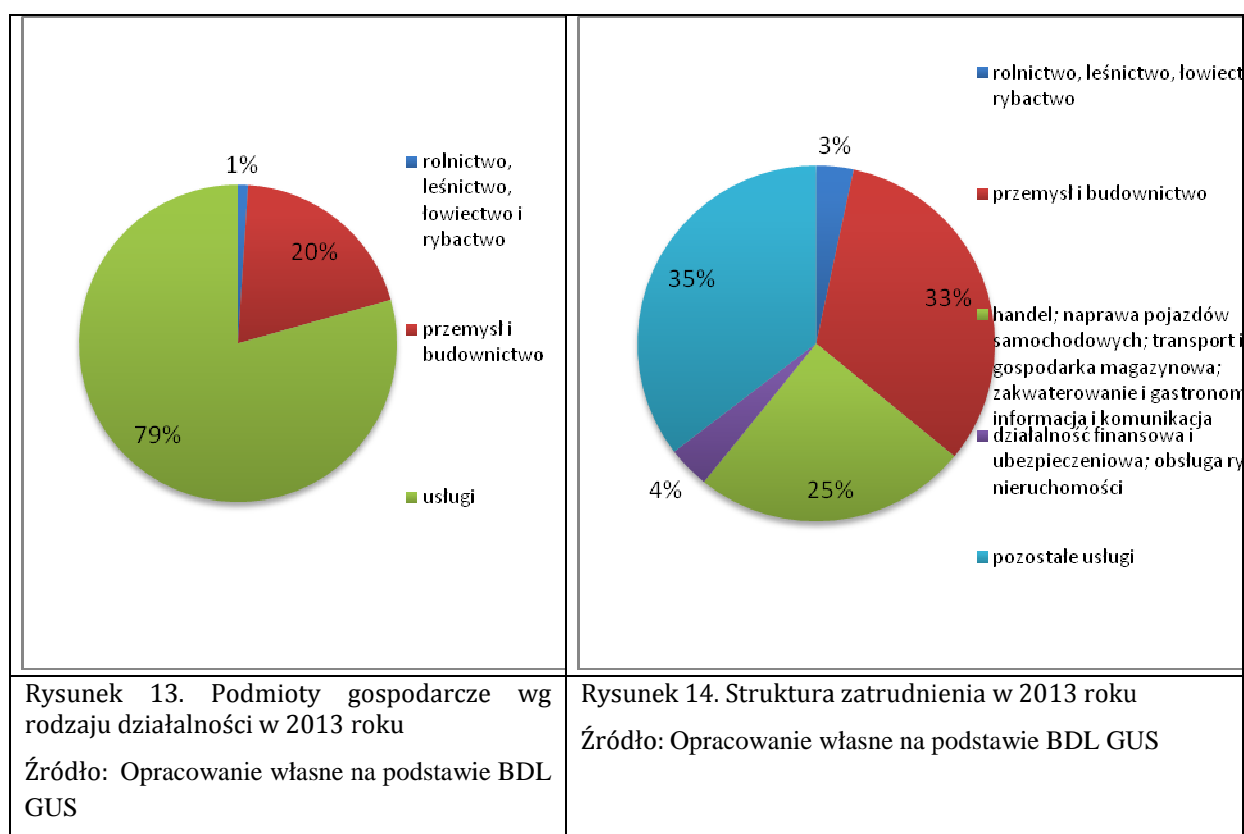 1%
20%
79%
rolnictwo,
leśnictwo,
łowiectwo i
rybactwo
przemysł i
budownictwo
usługi
3%
33%
25%
4%
35%
rolnictwo, leśnictwo, łowiect
rybactwo
przemysł i budownictwo
handel; naprawa pojazdów
samochodowych; transport i
gospodarka magazynowa;
zakwaterowanie i gastronom
informacja i komunikacja
działalność finansowa i
ubezpieczeniowa; obsługa ry
nieruchomości
pozostałe usługi
Rysunek 13. Podmioty gospodarcze wg
rodzaju działalności w 2013 roku
Źródło: Opracowanie własne na podstawie BDL
GUS
Rysunek 14. Struktura zatrudnienia w 2013 roku
Źródło: Opracowanie własne na podstawie BDL GUS